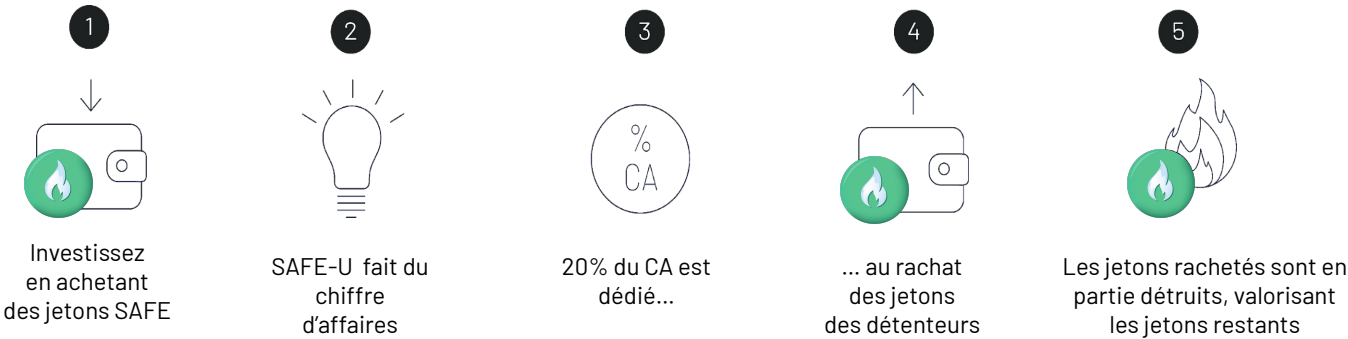 1
2
3
4
5
%
CA
Investissez
en achetant
des jetons SAFE
SAFE-U fait du
chiffre
d'affaires
20% du CA est
dédié...
... au rachat
des jetons
des détenteurs
Les jetons rachetés sont en
partie détruits, valorisant
les jetons restants